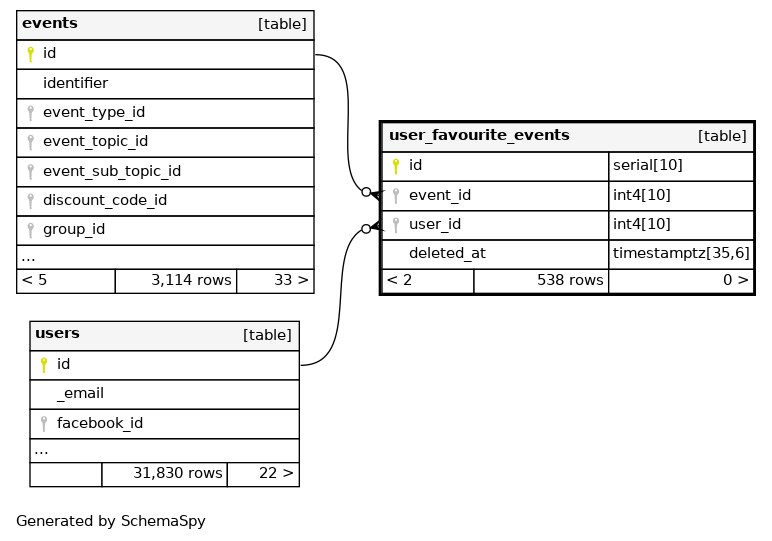 events [table]
id
identifier
event_type_id
event_topic_id
event_sub_topic_id
discount_code_id
group_id
...
< 5 3,114 rows 33 >
user_favourite_events [table]
id serial[10]
event_id int4[10]
user_id int4[10]
deleted_at timestamptz[35,6]
< 2 538 rows 0 >
users [table]
id
_email
facebook_id
...
31,830 rows 22 >
Generated by SchemaSpy